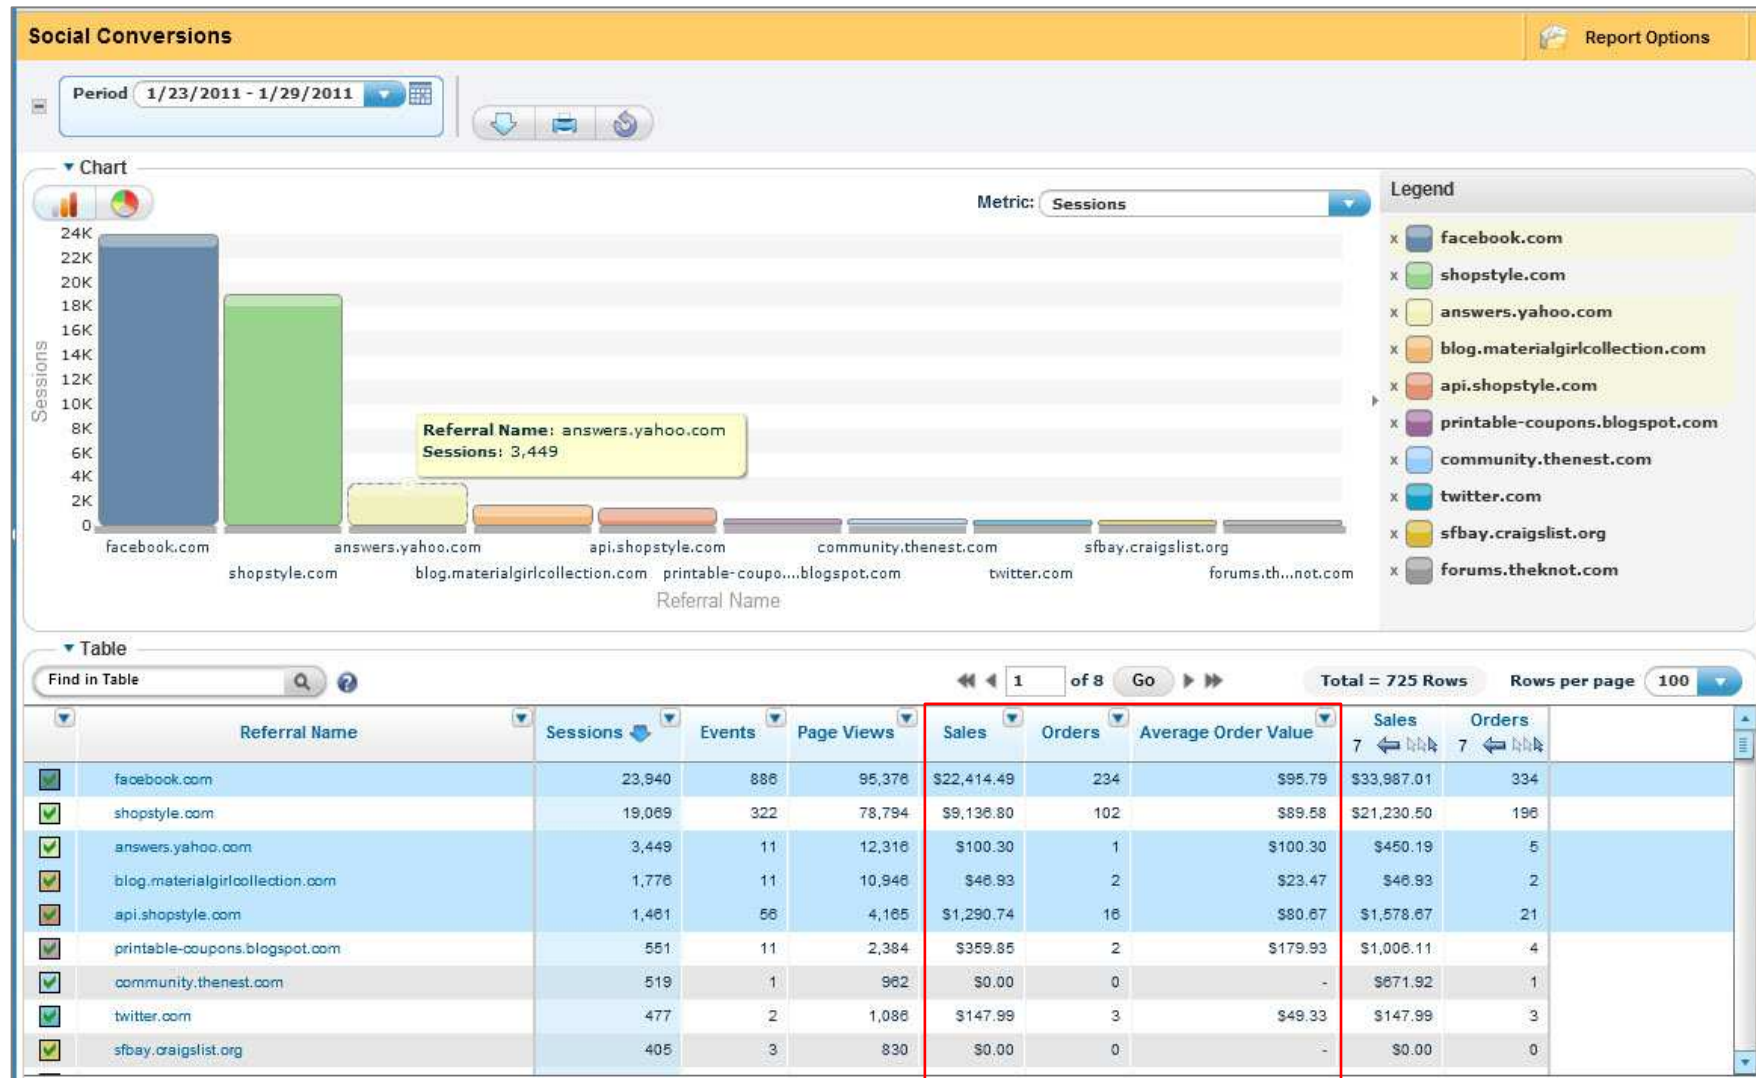 Social Conversions
Report Options
Period 1/23/2011 - 1/29/2011
Chart
Metric: Sessions
Legend
24K
22K
20K
18K
16K
14K
12K
10K
8K
6K
4K
2K
0
Sessions
Referral Name: answers.yahoo.com
Sessions: 3,449
facebook.com answers.yahoo.com api.shopstyle.com community.thenest.com sfbay.craigslist.org
shopstyle.com blog.materialgirlcollection.com printable-coupo....blogspot.com twitter.com forums.th...not.com
Referral Name
x facebook.com
x shopstyle.com
x answers.yahoo.com
x blog.materialgirlcollection.com
x api.shopstyle.com
x printable-coupons.blogspot.com
x community.thenest.com
x twitter.com
x sfbay.craigslist.org
x forums.theknot.com
Table
Find in Table 1 of 8 Go Total = 725 Rows Rows per page 100
Referral Name Sessions Events Page Views Sales Orders Average Order Value Sales 7 Orders 7
facebook.com 23,940 886 95,376 $22,414.49 234 $95.79 $33,987.01 334
shopstyle.com 19,069 322 78,794 $9,136.80 102 $89.58 $21,230.50 196
answers.yahoo.com 3,449 11 12,316 $100.30 1 $100.30 $450.19 5
blog.materialgirlcollection.com 1,776 11 10,946 $46.93 2 $23.47 $46.93 2
api.shopstyle.com 1,461 56 4,165 $1,290.74 16 $80.67 $1,578.67 21
printable-coupons.blogspot.com 551 11 2,384 $359.85 2 $179.93 $1,006.11 4
community.thenest.com 519 1 962 $0.00 0 - $671.92 1
twitter.com 477 2 1,086 $147.99 3 $49.33 $147.99 3
sfbay.craigslist.org 405 3 830 $0.00 0 - $0.00 0